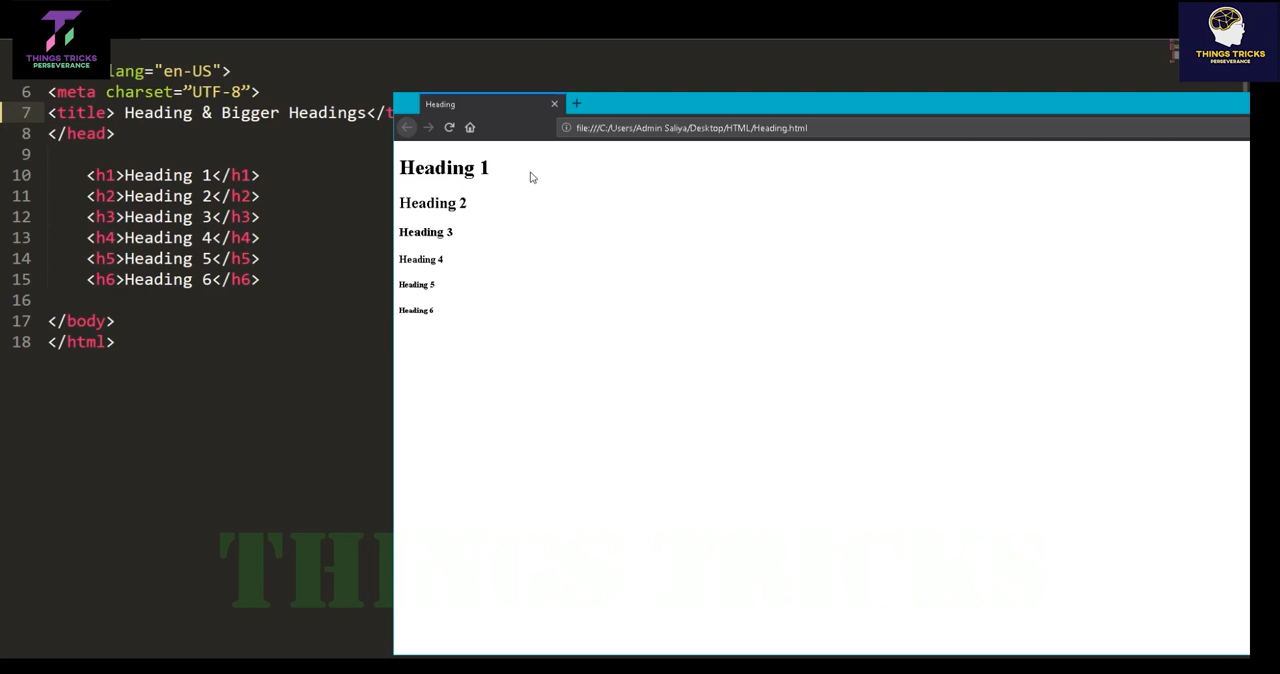 THINGS TRICKS
PERSEVERANCE
THINGS TRICKS
PERSEVERANCE
lang="en-US">
6 <meta charset=”UTF-8”>
7 <title> Heading & Bigger Headings</t
8 </head>
9
10 <h1>Heading 1</h1>
11 <h2>Heading 2</h2>
12 <h3>Heading 3</h3>
13 <h4>Heading 4</h4>
14 <h5>Heading 5</h5>
15 <h6>Heading 6</h6>
16
17 </body>
18 </html>
Heading
file:///C:/Users/Admin Saliya/Desktop/HTML/Heading.html
Heading 1
Heading 2
Heading 3
Heading 4
Heading 5
Heading 6
THINGS TRICKS